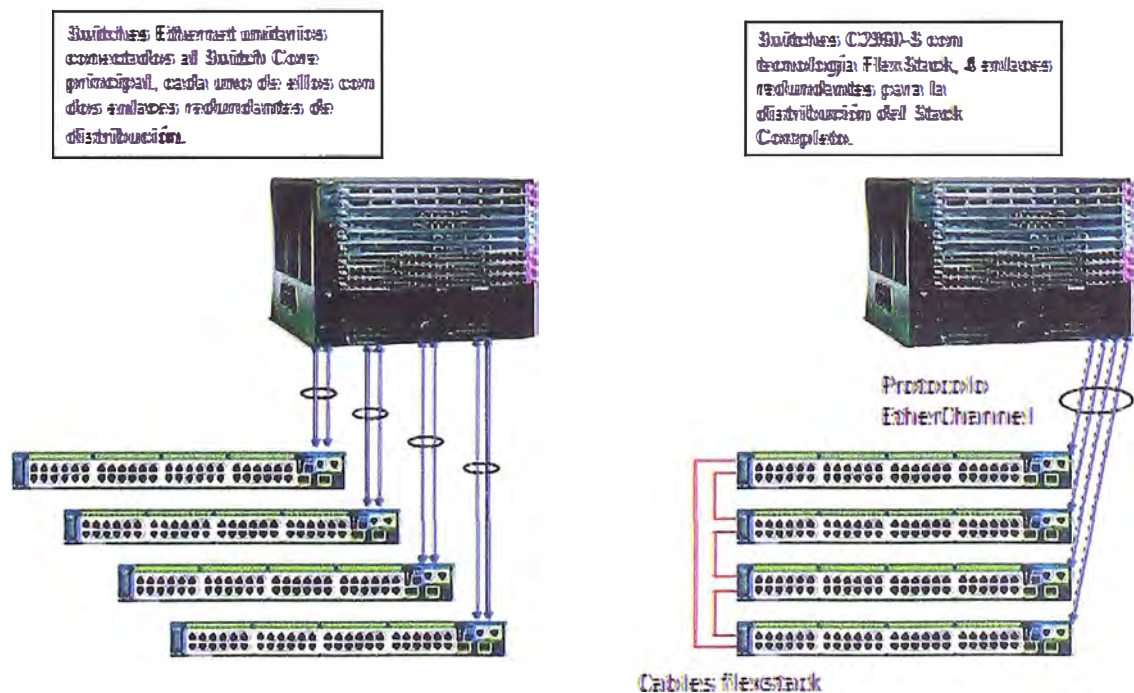 Switches Ethernet unitarios
conectados al Switch Core
principal, cada uno de ellos con
dos enlaces redundantes de
distribución.
Switches C2960-S con
tecnología FlexStack, enlaces
redundantes para la
distribución del Stack
Completo.
Protocolo
EtherChannel
Cables flexstack